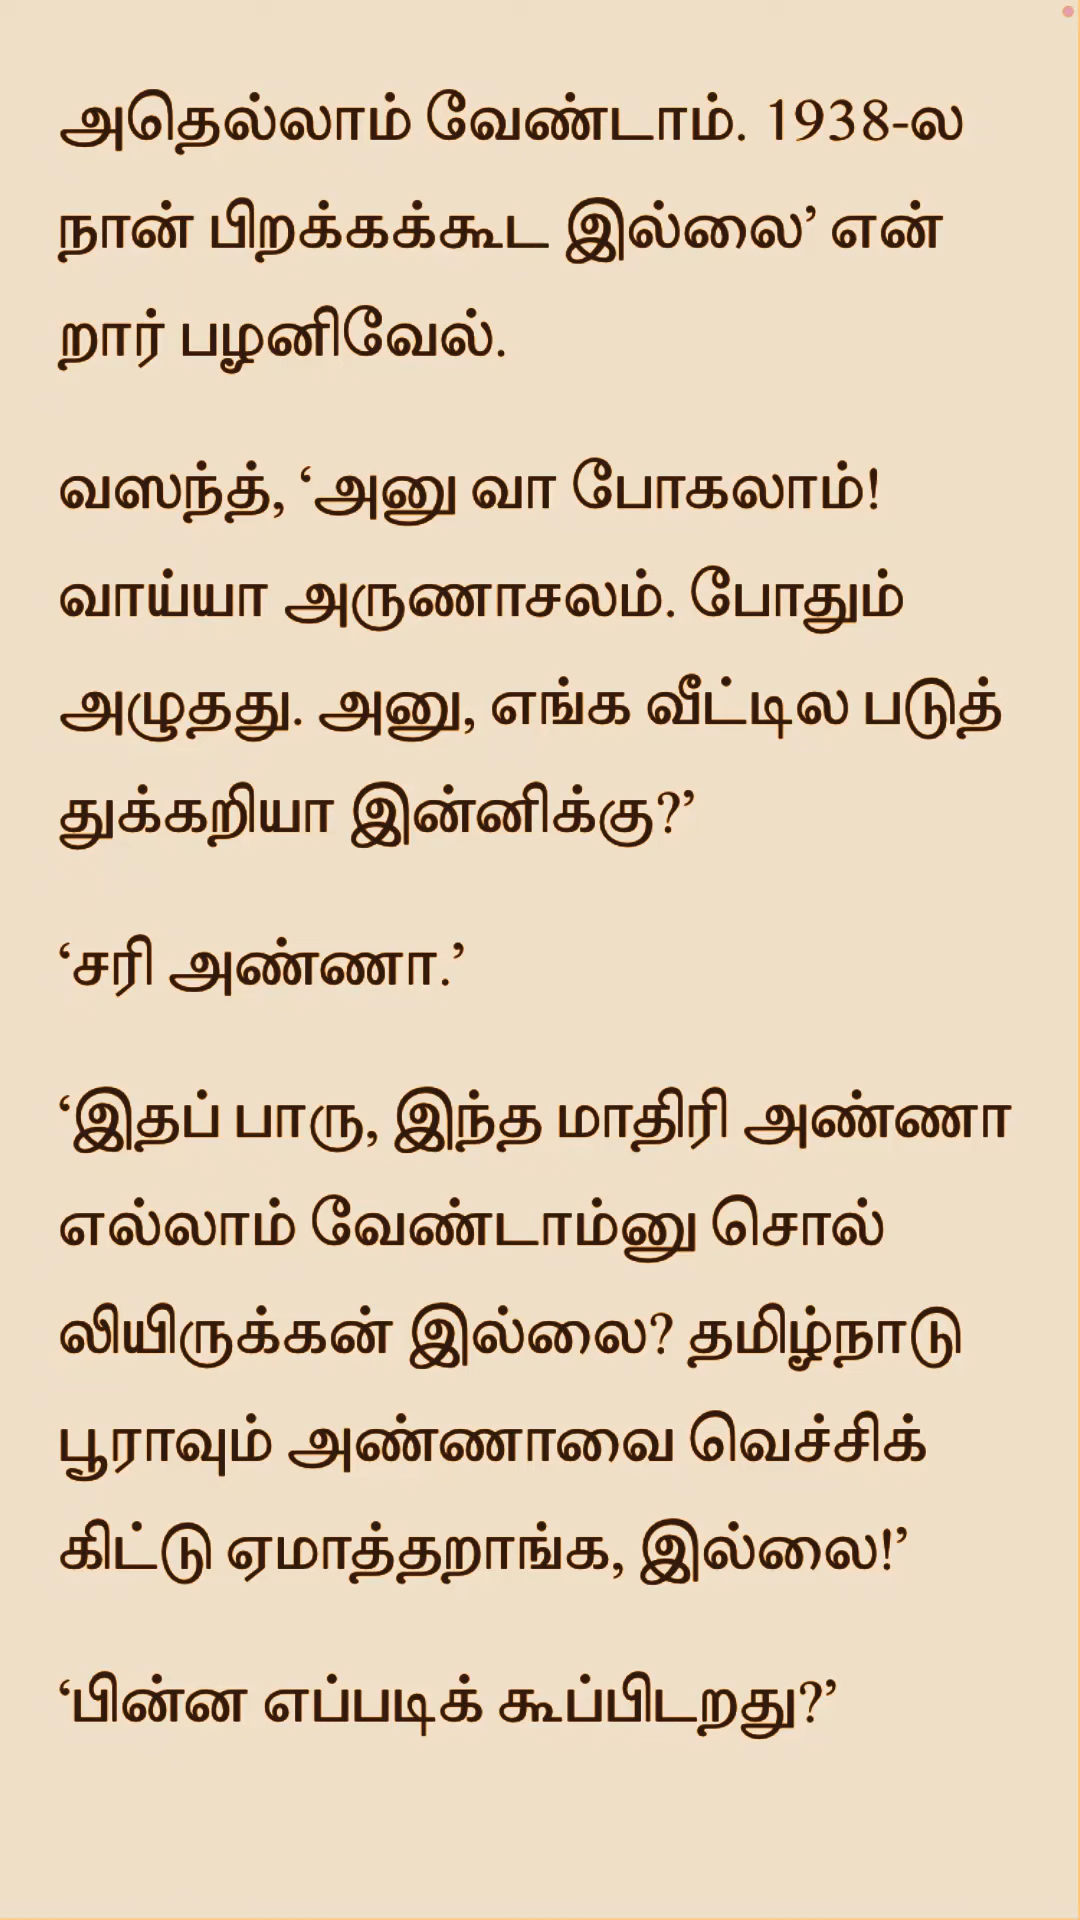 அதெல்லாம் வேண்டாம். 1938-ல
நான் பிறக்கக்கூட இல்லை’ என்
றார் பழனிவேல்.
வஸந்த், ‘அனு வா போகலாம்!
வாய்யா அருணாசலம். போதும்
அழுதது. அனு, எங்க வீட்டில படுத்
துக்கறியா இன்னிக்கு?’
‘சரி அண்ணா.’
‘இதப் பாரு, இந்த மாதிரி அண்ணா
எல்லாம் வேண்டாம்னு சொல்
லியிருக்கன் இல்லை? தமிழ்நாடு
பூராவும் அண்ணாவை வெச்சிக்
கிட்டு ஏமாத்தறாங்க, இல்லை!’
‘பின்ன எப்படிக் கூப்பிடறது?’